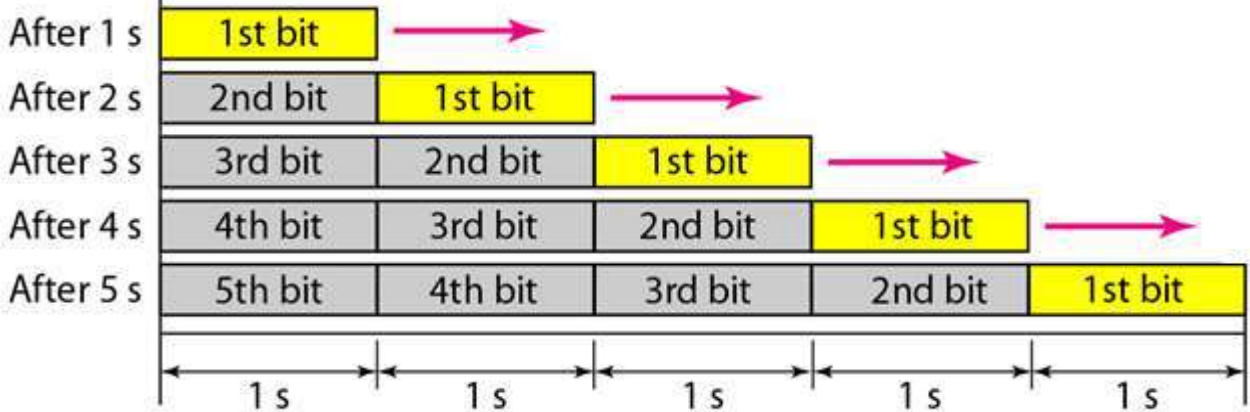 After 1 s 1st bit
After 2 s 2nd bit 1st bit
After 3 s 3rd bit 2nd bit 1st bit
After 4 s 4th bit 3rd bit 2nd bit 1st bit
After 5 s 5th bit 4th bit 3rd bit 2nd bit 1st bit
1 s 1 s 1 s 1 s 1 s